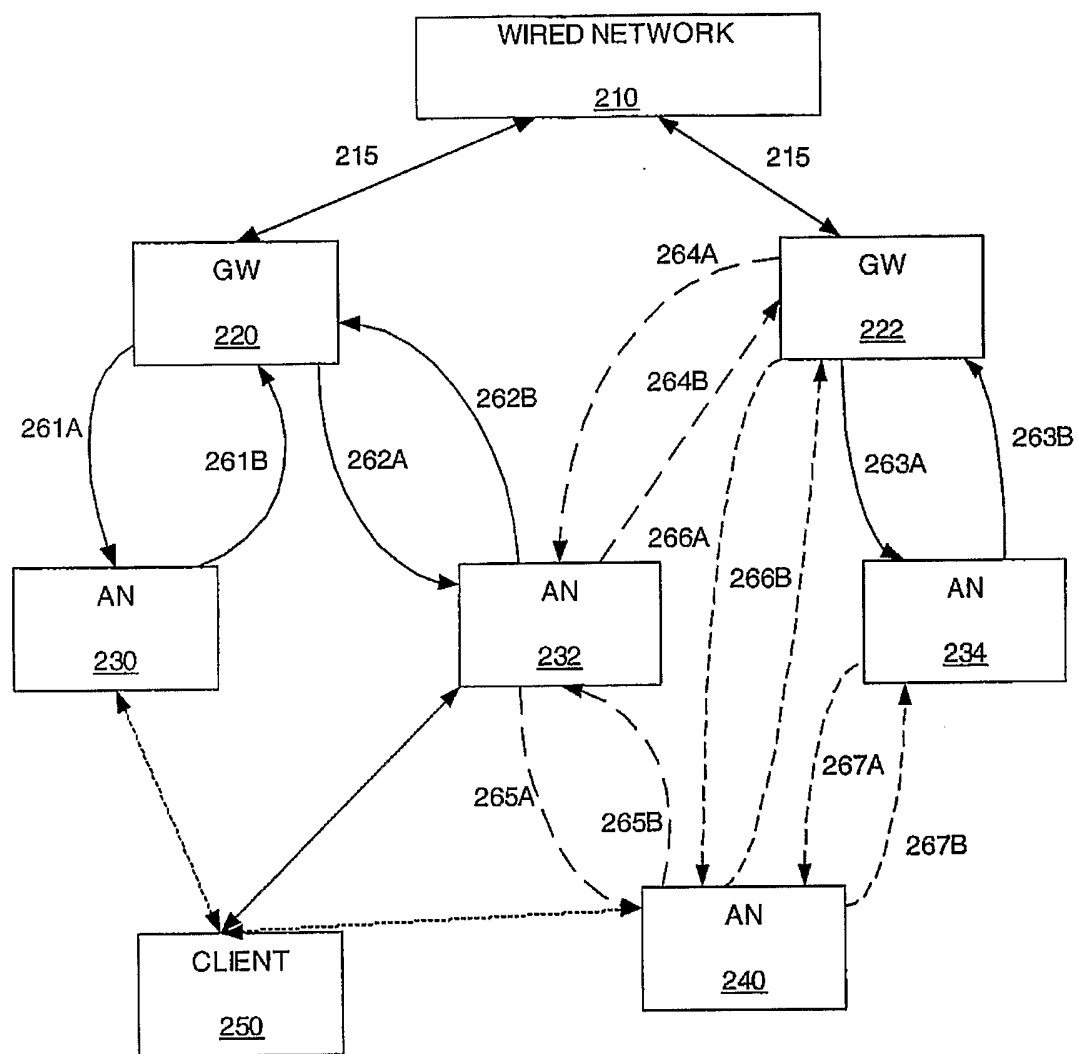 WIRED NETWORK
210
215
215
GW
220
264A
GW
222
262B
264B
261A
261B
262A
263A
263B
266A
266B
AN
230
AN
232
AN
234
265A
265B
267A
267B
CLIENT
250
AN
240